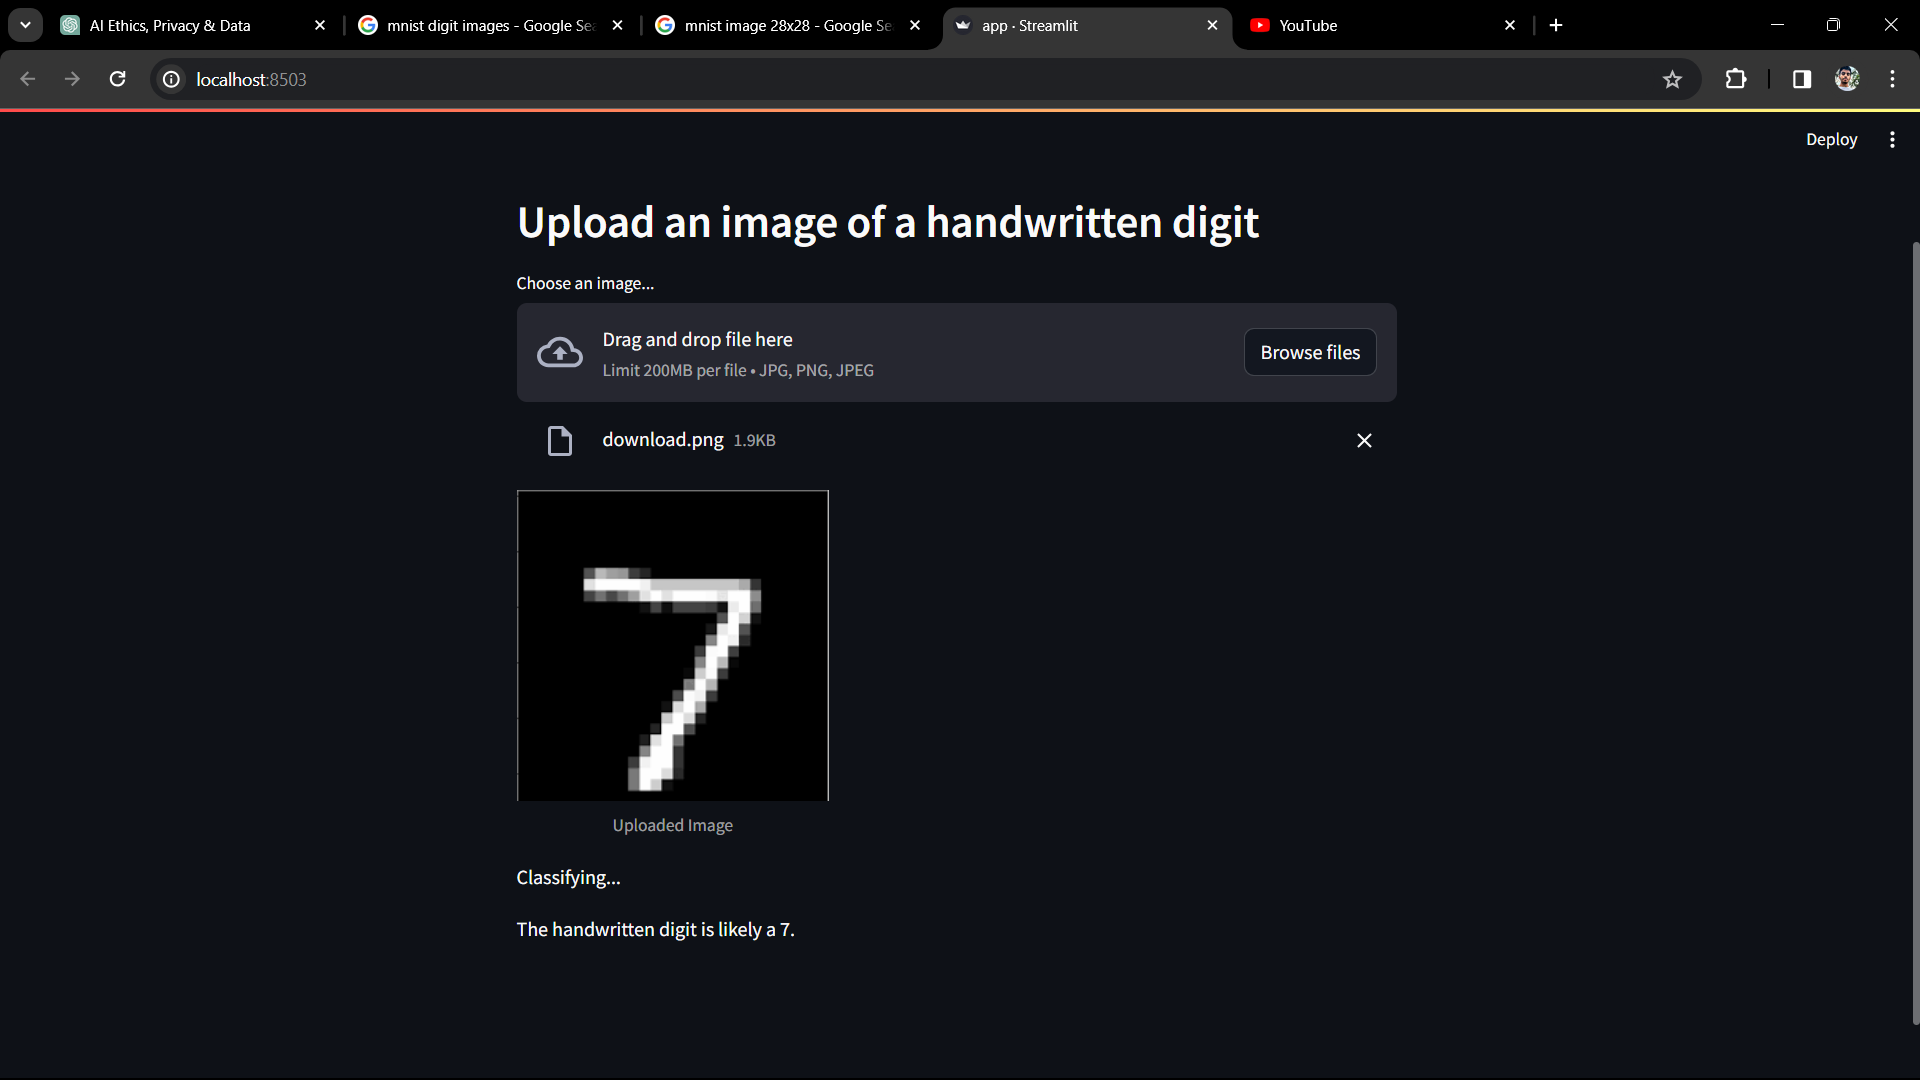 AI Ethics, Privacy & Data
mnist digit images - Google Se
mnist image 28x28 - Google Se
app · Streamlit
YouTube
localhost:8503
Deploy
Upload an image of a handwritten digit
Choose an image...
Drag and drop file here
Limit 200MB per file • JPG, PNG, JPEG
Browse files
download.png 1.9KB
7
Uploaded Image
Classifying...
The handwritten digit is likely a 7.